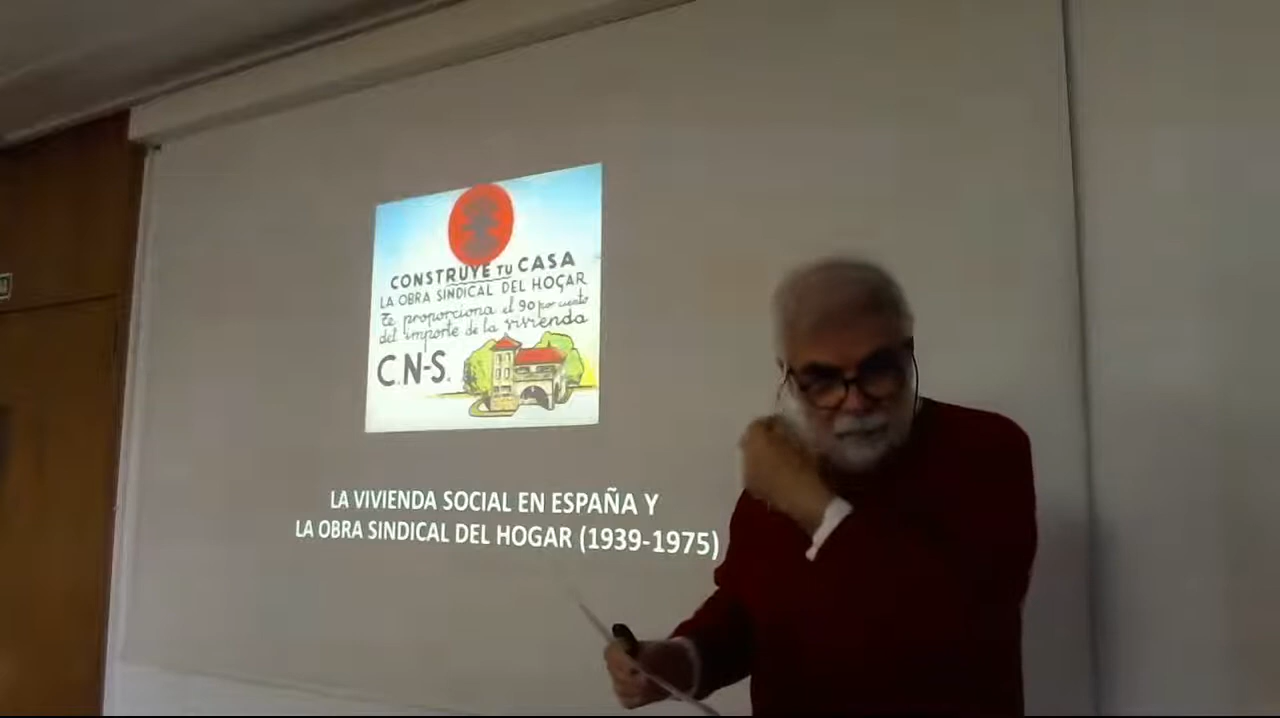 CONSTRUYE TU CASA
LA OBRA SINDICAL DEL HOGAR
Te proporciona el 90 por ciento
del importe de la vivienda
C.N-S.
LA VIVIENDA SOCIAL EN ESPAÑA Y
LA OBRA SINDICAL DEL HOGAR (1939-1975)